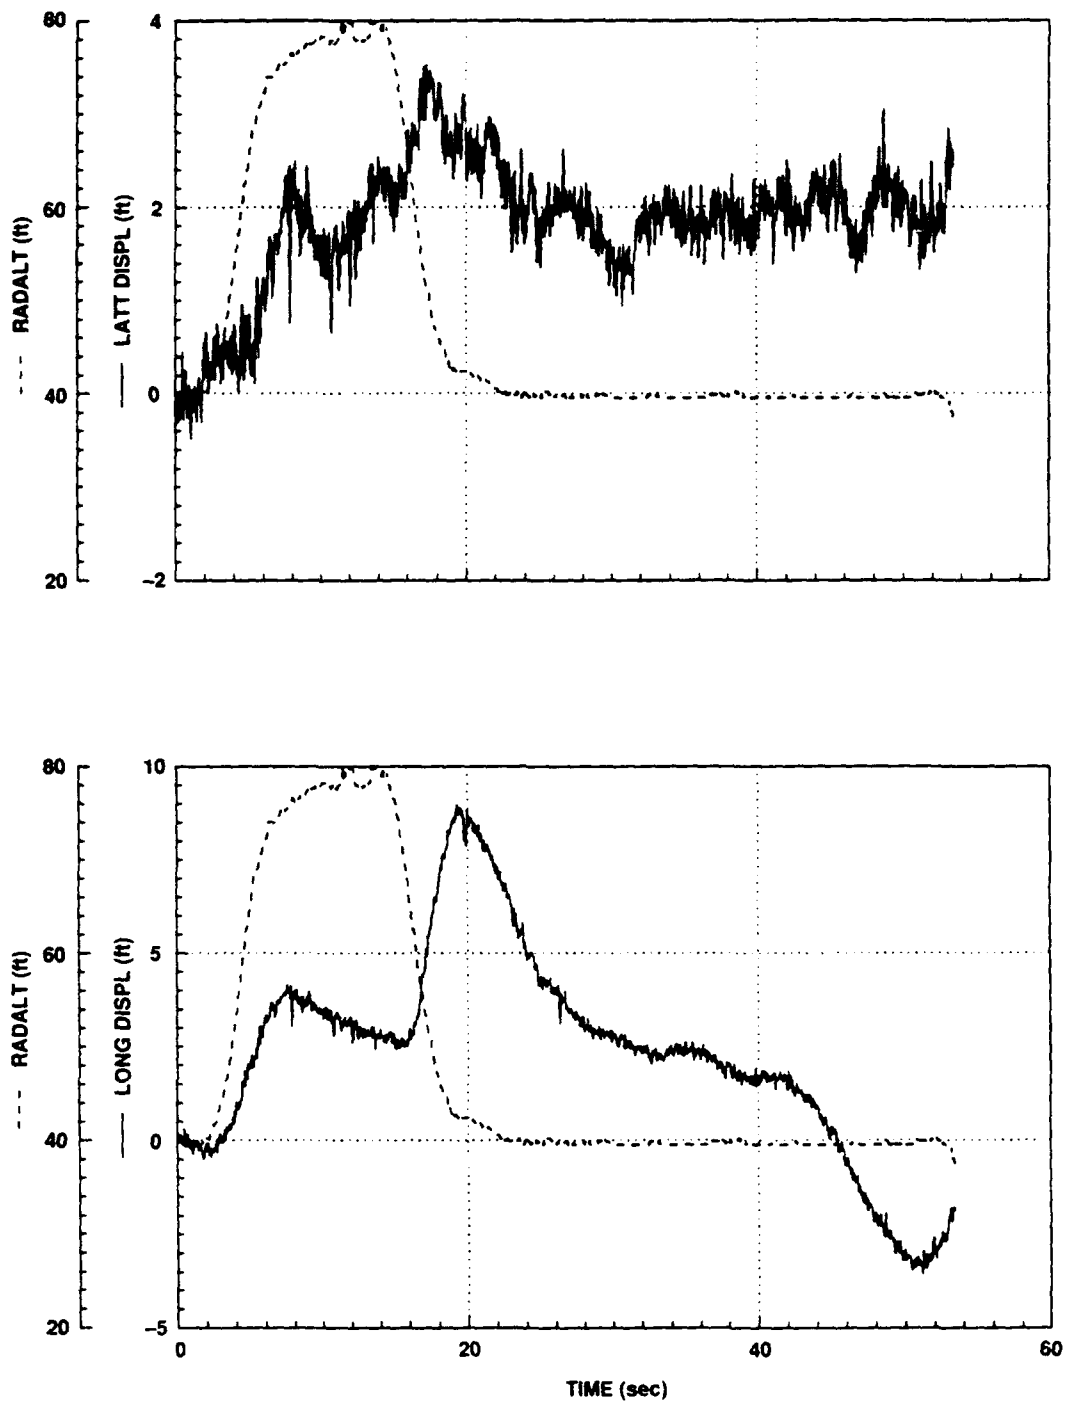 80
60
40
20
--- RADALT (ft)
4
2
0
–2
—— LATT DISPL (ft)
80
60
40
20
--- RADALT (ft)
10
5
0
–5
—— LONG DISPL (ft)
0 20 40 60
TIME (sec)